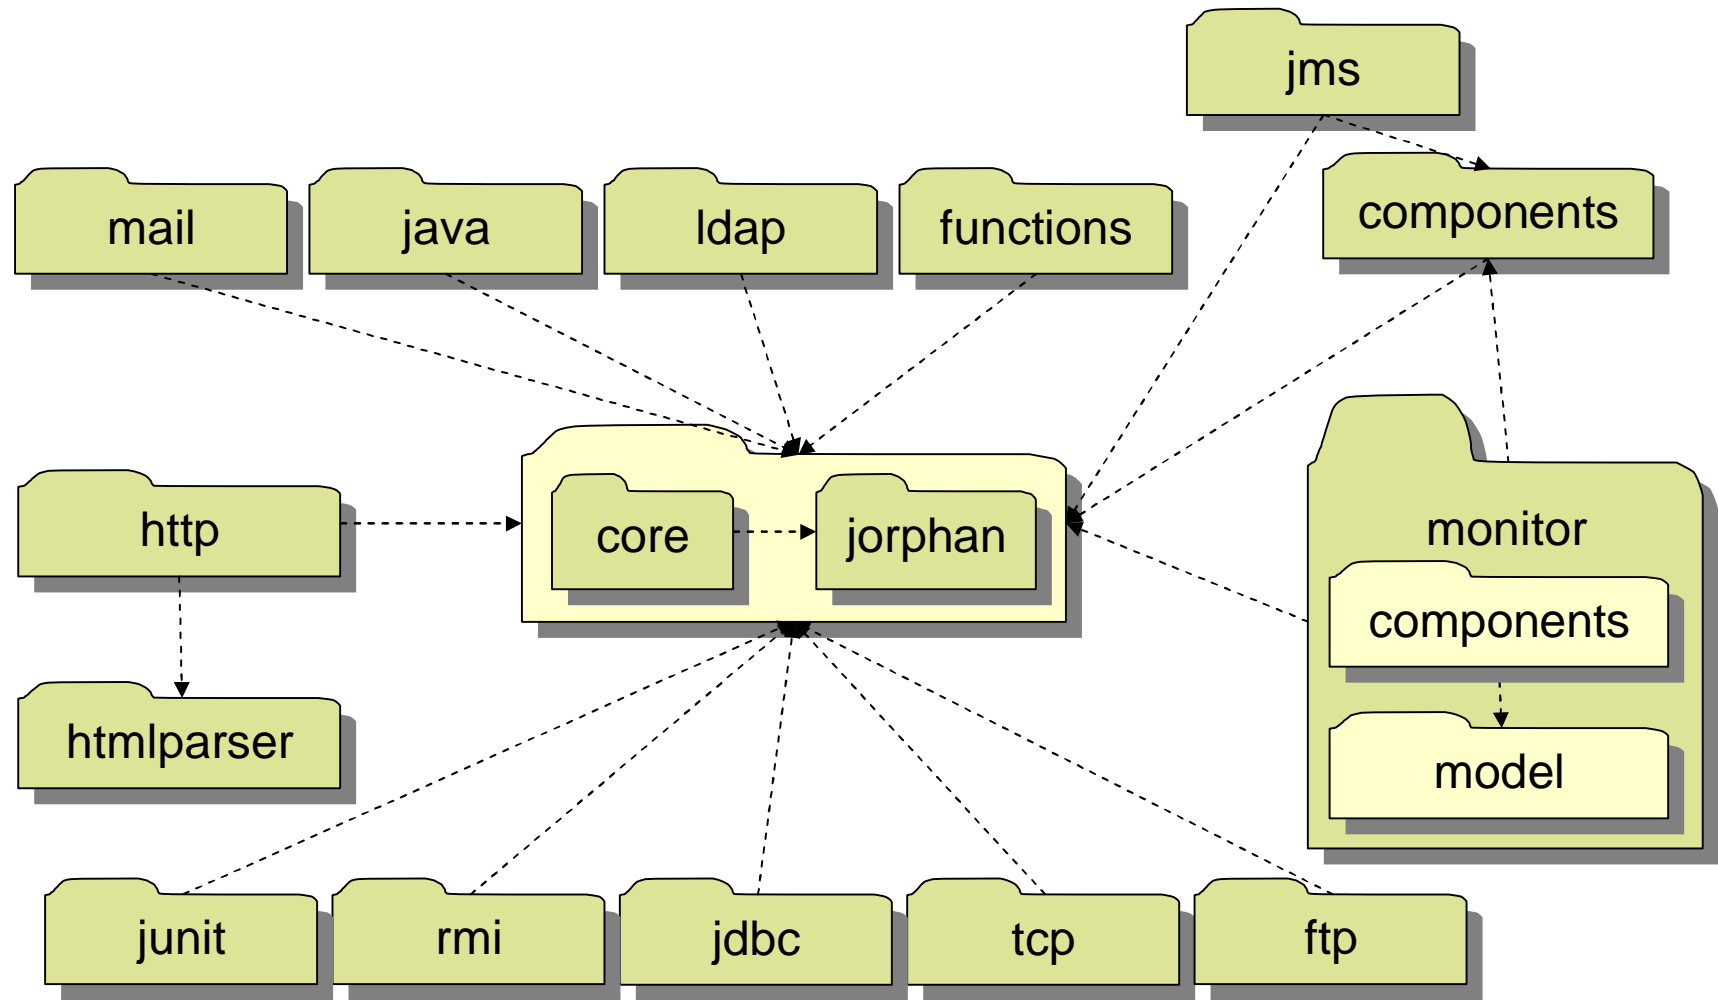 jms
mail
java
ldap
functions
components
http
core
jorphan
monitor
components
htmlparser
model
junit
rmi
jdbc
tcp
ftp